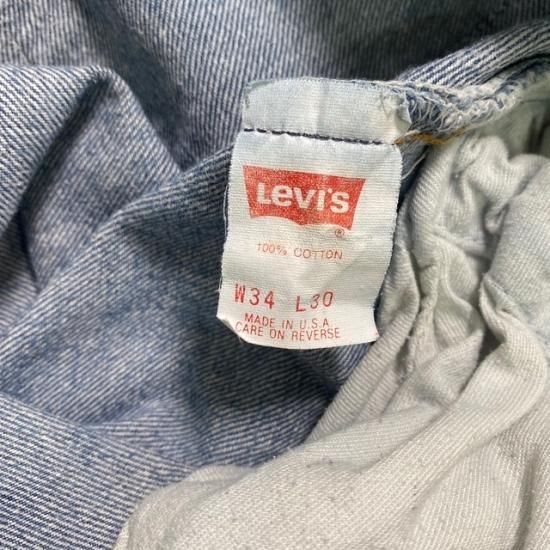 Levi's
®
100% COTTON
W34 L30
MADE IN U.S.A.
CARE ON REVERSE